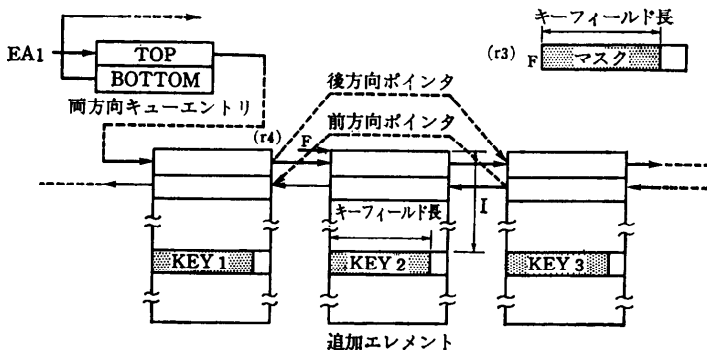 キーフィールド長
(r3) F マスク
EA1 TOP
BOTTOM
両方向キューエントリ
後方向ポインタ
前方向ポインタ
(r4) F
I
キーフィールド長
KEY 1 KEY 2 KEY 3
追加エレメント